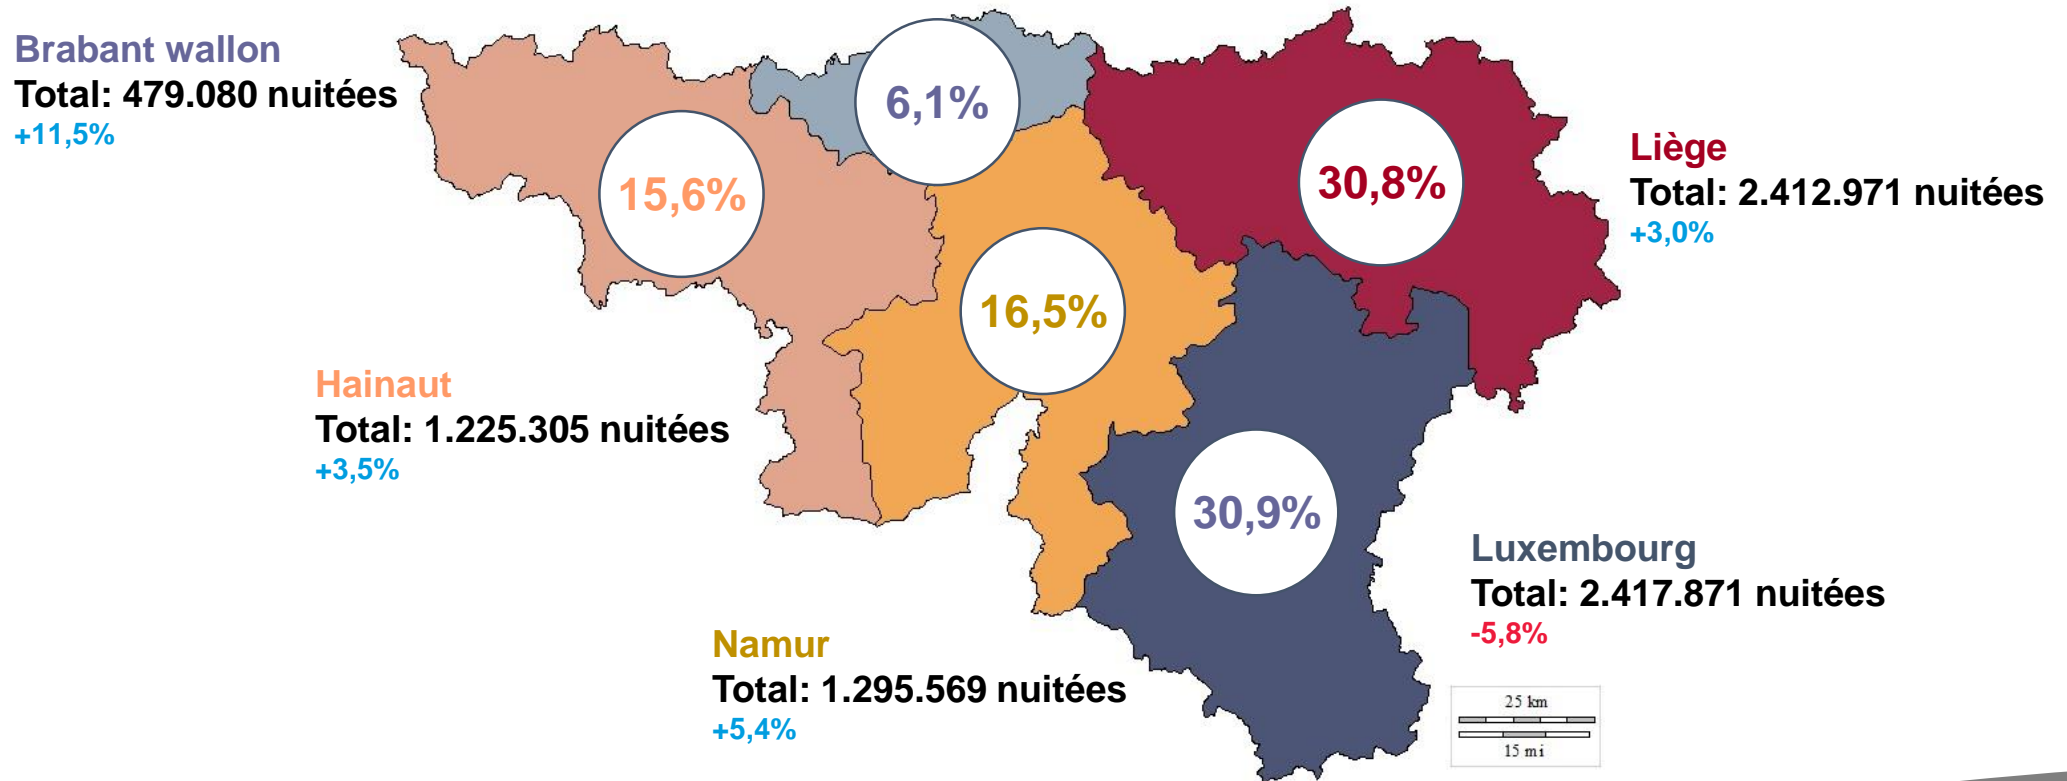 Brabant wallon
Total: 479.080 nuitées
+11,5%
6,1%
15,6%
30,8%
Liège
Total: 2.412.971 nuitées
+3,0%
16,5%
Hainaut
Total: 1.225.305 nuitées
+3,5%
30,9%
Luxembourg
Total: 2.417.871 nuitées
-5,8%
Namur
Total: 1.295.569 nuitées
+5,4%
25 km
15 mi